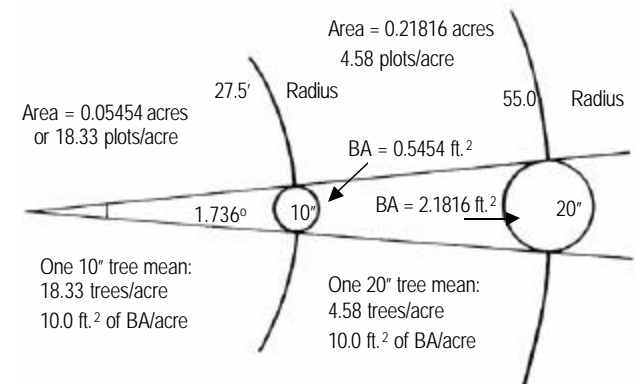 Area = 0.21816 acres
4.58 plots/acre
27.5′ Radius
55.0 Radius
Area = 0.05454 acres
or 18.33 plots/acre
BA = 0.5454 ft.²
1.736º
10″
BA = 2.1816 ft.²
20″
One 10″ tree mean:
18.33 trees/acre
10.0 ft.² of BA/acre
One 20″ tree mean:
4.58 trees/acre
10.0 ft.² of BA/acre